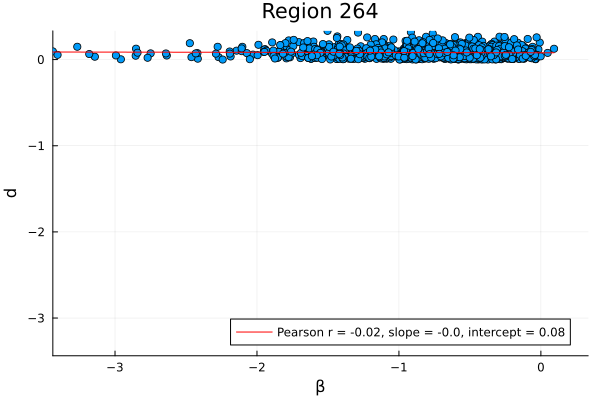 Region 264
0
−1
−2
−3
d
Pearson r = -0.02, slope = -0.0, intercept = 0.08
−3
−2
−1
0
β